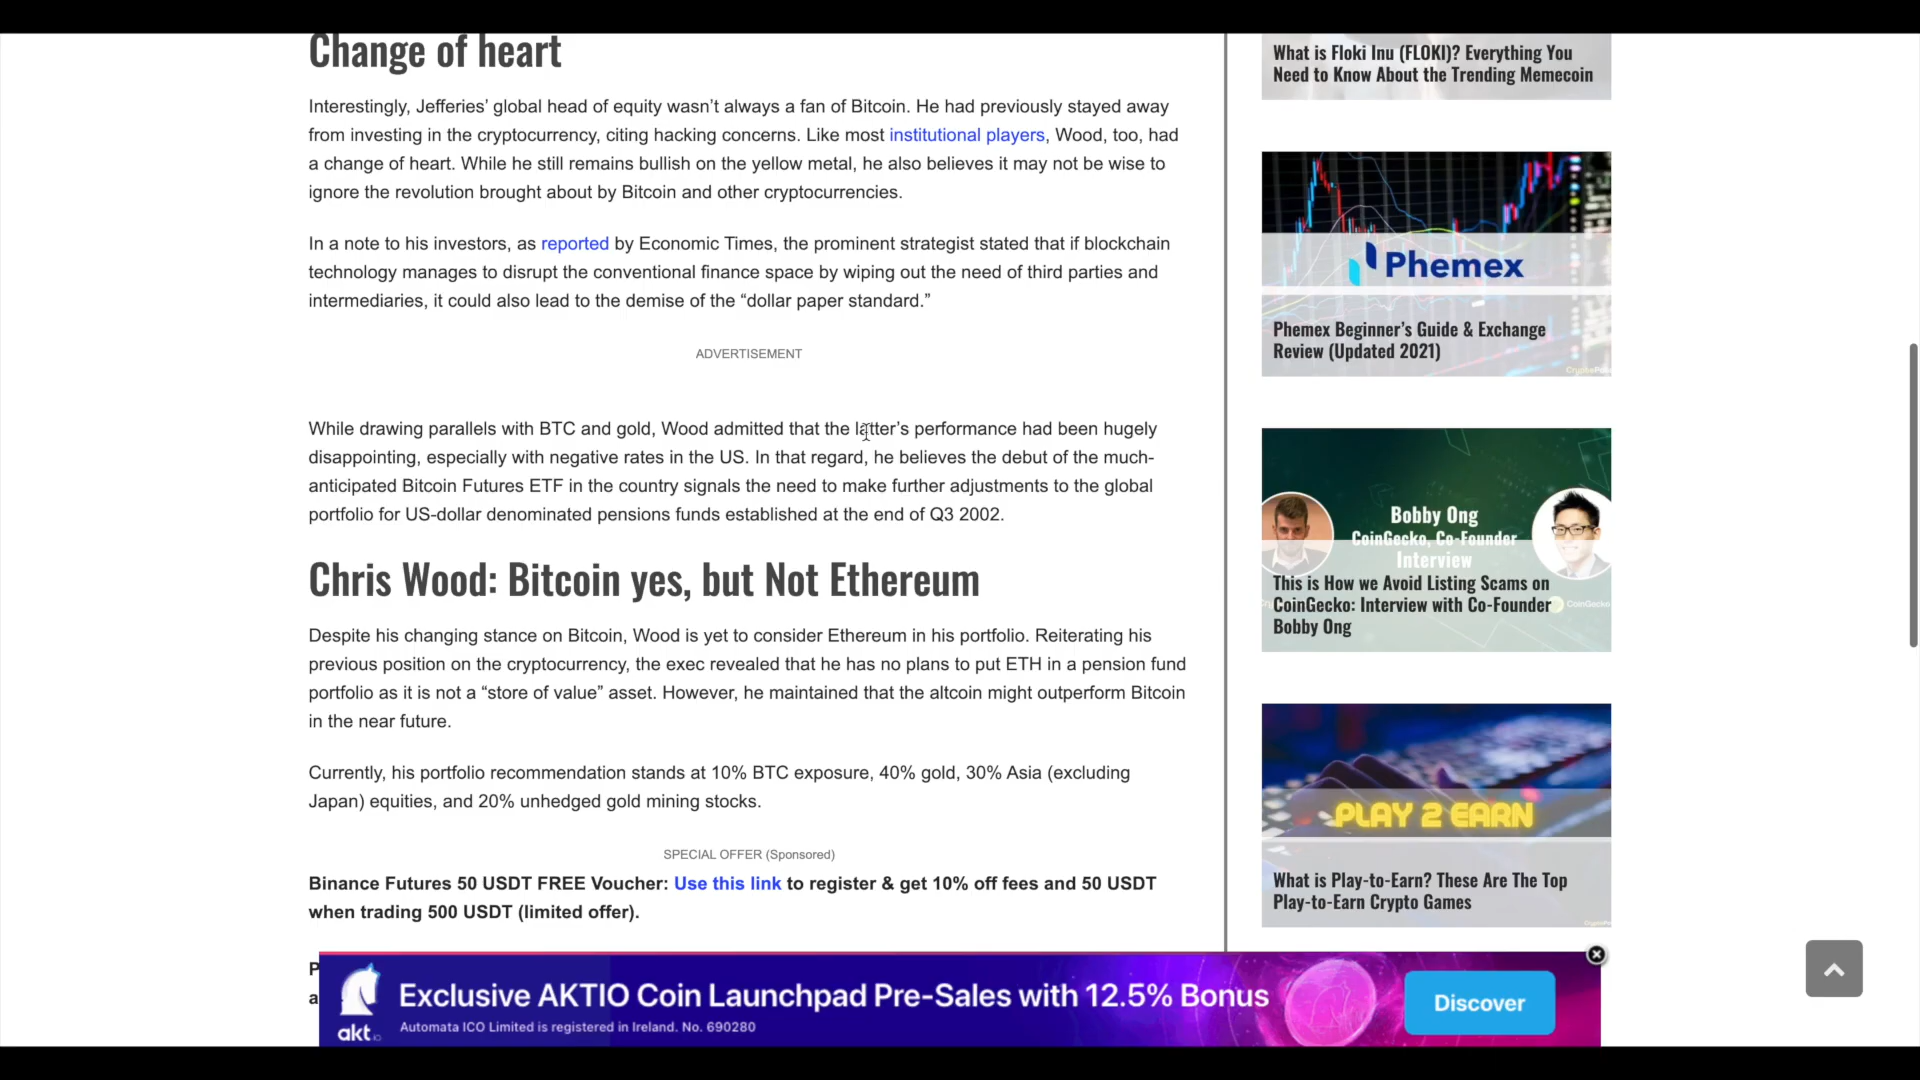 Change of heart
Interestingly, Jefferies’ global head of equity wasn’t always a fan of Bitcoin. He had previously stayed away
from investing in the cryptocurrency, citing hacking concerns. Like most institutional players, Wood, too, had
a change of heart. While he still remains bullish on the yellow metal, he also believes it may not be wise to
ignore the revolution brought about by Bitcoin and other cryptocurrencies.
In a note to his investors, as reported by Economic Times, the prominent strategist stated that if blockchain
technology manages to disrupt the conventional finance space by wiping out the need of third parties and
intermediaries, it could also lead to the demise of the “dollar paper standard.”
ADVERTISEMENT
While drawing parallels with BTC and gold, Wood admitted that the latter’s performance had been hugely
disappointing, especially with negative rates in the US. In that regard, he believes the debut of the much-
anticipated Bitcoin Futures ETF in the country signals the need to make further adjustments to the global
portfolio for US-dollar denominated pensions funds established at the end of Q3 2002.
Chris Wood: Bitcoin yes, but Not Ethereum
Despite his changing stance on Bitcoin, Wood is yet to consider Ethereum in his portfolio. Reiterating his
previous position on the cryptocurrency, the exec revealed that he has no plans to put ETH in a pension fund
portfolio as it is not a “store of value” asset. However, he maintained that the altcoin might outperform Bitcoin
in the near future.
Currently, his portfolio recommendation stands at 10% BTC exposure, 40% gold, 30% Asia (excluding
Japan) equities, and 20% unhedged gold mining stocks.
SPECIAL OFFER (Sponsored)
Binance Futures 50 USDT FREE Voucher: Use this link to register & get 10% off fees and 50 USDT
when trading 500 USDT (limited offer).
What is Floki Inu (FLOKI)? Everything You
Need to Know About the Trending Memecoin
Phemex
Phemex Beginner’s Guide & Exchange
Review (Updated 2021)
Bobby Ong
CoinGecko, Co-Founder
Interview
This is How we Avoid Listing Scams on
CoinGecko: Interview with Co-Founder
Bobby Ong
CoinGecko
PLAY 2 EARN
What is Play-to-Earn? These Are The Top
Play-to-Earn Crypto Games
akt.io
Exclusive AKTIO Coin Launchpad Pre-Sales with 12.5% Bonus
Automata ICO Limited is registered in Ireland. No. 690280
Discover